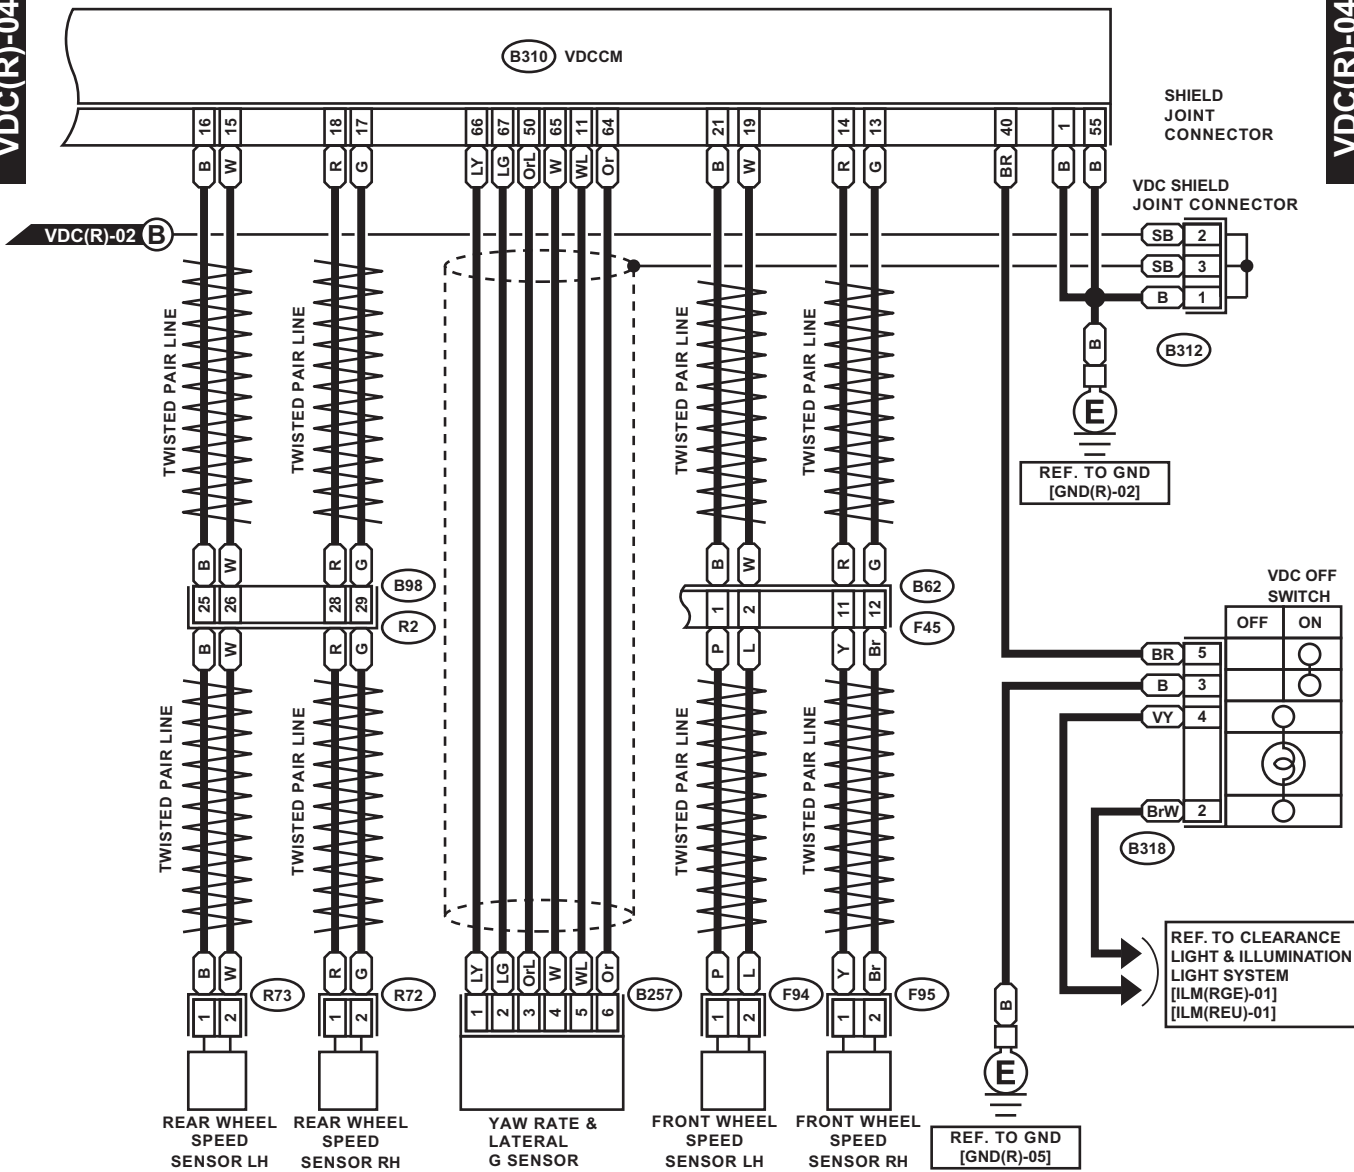 VDC(R)-04
VDC(R)-04
B310 VDCCM
16 15 18 17 66 67 50 65 11 64 21 19 14 13 40 1 55
B W R G LY LG OrL W WL Or B W R G BR B B
SHIELD
JOINT
CONNECTOR
VDC SHIELD
JOINT CONNECTOR
VDC(R)-02 B
SB 2
SB 3
B 1
B312
B
E
REF. TO GND
[GND(R)-02]
TWISTED PAIR LINE
TWISTED PAIR LINE
TWISTED PAIR LINE
TWISTED PAIR LINE
B W R G B W R G
B98
B62
25 26 28 29 1 2 11 12
R2
F45
B W R G P L Y Br
TWISTED PAIR LINE
TWISTED PAIR LINE
TWISTED PAIR LINE
TWISTED PAIR LINE
VDC OFF
SWITCH
OFF ON
BR 5
B 3
VY 4
BrW 2
B318
REF. TO CLEARANCE
LIGHT & ILLUMINATION
LIGHT SYSTEM
[ILM(RGE)-01]
[ILM(REU)-01]
B W R G LY LG OrL W WL Or P L Y Br B
R73
R72
B257
F94
F95
1 2 1 2 1 2 3 4 5 6 1 2 1 2
E
REF. TO GND
[GND(R)-05]
REAR WHEEL
SPEED
SENSOR LH
REAR WHEEL
SPEED
SENSOR RH
YAW RATE &
LATERAL
G SENSOR
FRONT WHEEL
SPEED
SENSOR LH
FRONT WHEEL
SPEED
SENSOR RH